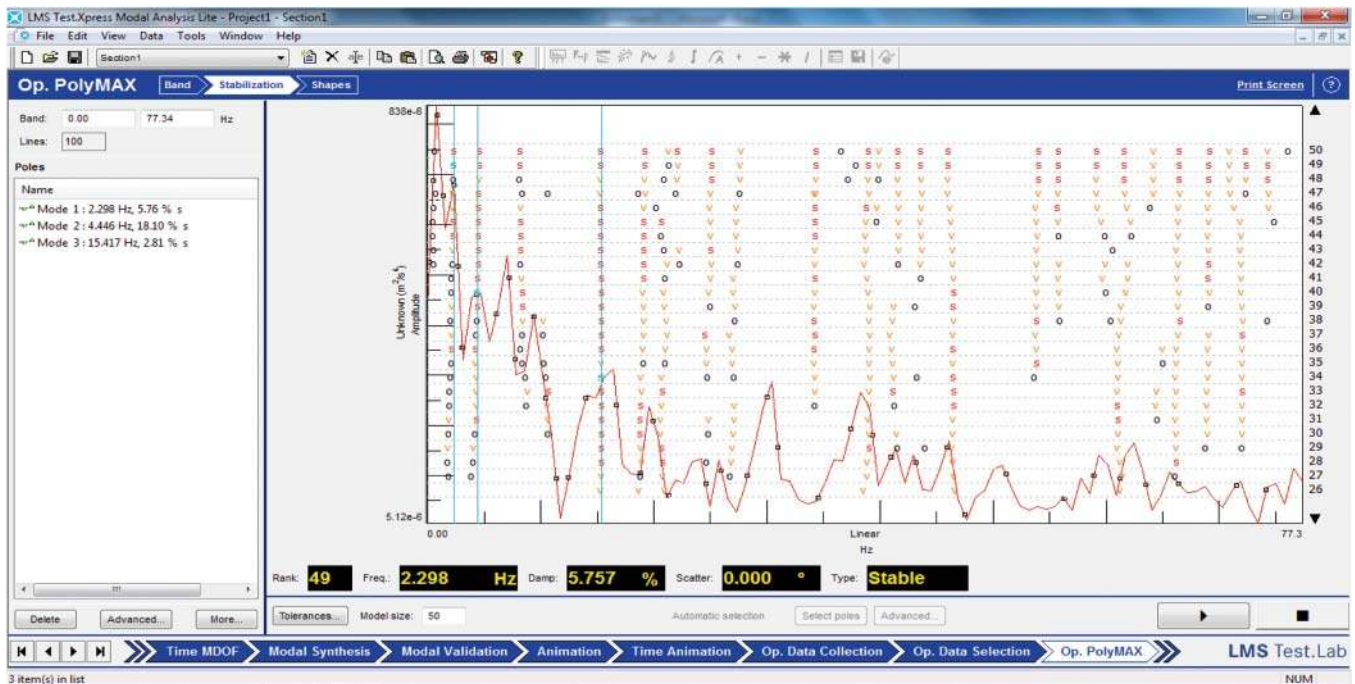 LMS Test.Xpress Modal Analysis Lite - Project1 - Section1
File Edit View Data Tools Window Help
Section1
Op. PolyMAX Band Stabilization Shapes Print Screen
Band: 0.00 77.34 Hz
Lines: 100
Poles
Name
Mode 1 : 2.298 Hz, 5.76 % s
Mode 2 : 4.446 Hz, 18.10 % s
Mode 3 : 15.417 Hz, 2.81 % s
838e-6
Unknown (m²/s⁴)
Amplitude
5.12e-6
50
49
48
47
46
45
44
43
42
41
40
39
38
37
36
35
34
33
32
31
30
29
28
27
26
0.00 Linear 77.3
Hz
Rank: 49 Freq.: 2.298 Hz Damp: 5.757 % Scatter: 0.000 ° Type: Stable
Delete Advanced... More... Tolerances... Model size: 50 Automatic selection Select poles Advanced...
Time MDOF Modal Synthesis Modal Validation Animation Time Animation Op. Data Collection Op. Data Selection Op. PolyMAX LMS Test.Lab
3 item(s) in list NUM